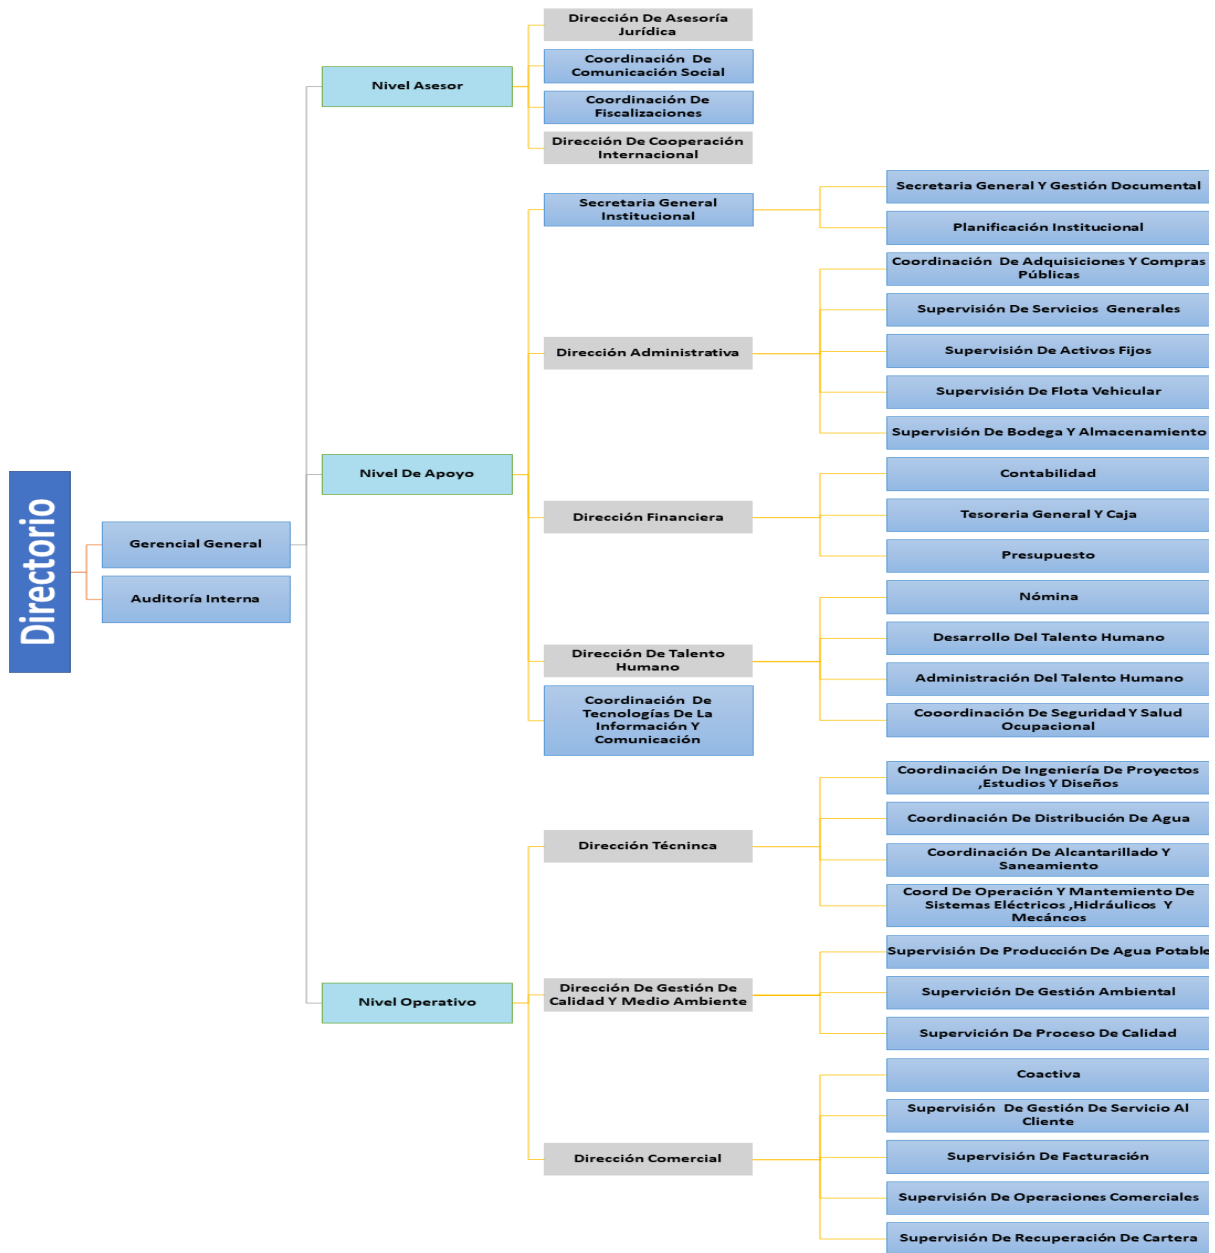 Directorio
Gerencial General
Auditoría Interna
Nivel Asesor
Dirección De Asesoría
Jurídica
Coordinación De
Comunicación Social
Coordinación De
Fiscalizaciones
Dirección De Cooperación
Internacional
Nivel De Apoyo
Secretaria General
Institucional
Secretaria General Y Gestión Documental
Planificación Institucional
Dirección Administrativa
Coordinación De Adquisiciones Y Compras
Públicas
Supervisión De Servicios Generales
Supervisión De Activos Fijos
Supervisión De Flota Vehicular
Supervisión De Bodega Y Almacenamiento
Dirección Financiera
Contabilidad
Tesoreria General Y Caja
Presupuesto
Dirección De Talento
Humano
Nómina
Desarrollo Del Talento Humano
Administración Del Talento Humano
Cooordinación De Seguridad Y Salud
Ocupacional
Coordinación De
Tecnologías De La
Información Y
Comunicación
Nivel Operativo
Dirección Técninca
Coordinación De Ingeniería De Proyectos
,Estudios Y Diseños
Coordinación De Distribución De Agua
Coordinación De Alcantarillado Y
Saneamiento
Coord De Operación Y Mantemiento De
Sistemas Eléctricos ,Hidráulicos Y
Mecáncos
Dirección De Gestión De
Calidad Y Medio Ambiente
Supervisión De Producción De Agua Potable
Supervición De Gestión Ambiental
Supervición De Proceso De Calidad
Dirección Comercial
Coactiva
Supervisión De Gestión De Servicio Al
Cliente
Supervisión De Facturación
Supervisión De Operaciones Comerciales
Supervisión De Recuperación De Cartera